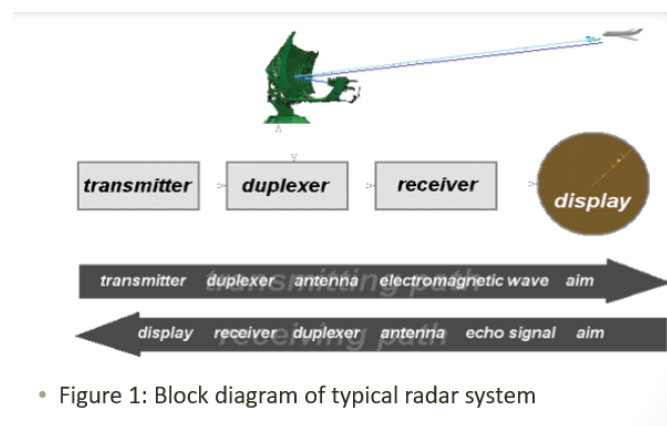 transmitter duplexer receiver display
transmitting path
transmitter duplexer antenna electromagnetic wave aim
receiving path
display receiver duplexer antenna echo signal aim
• Figure 1: Block diagram of typical radar system